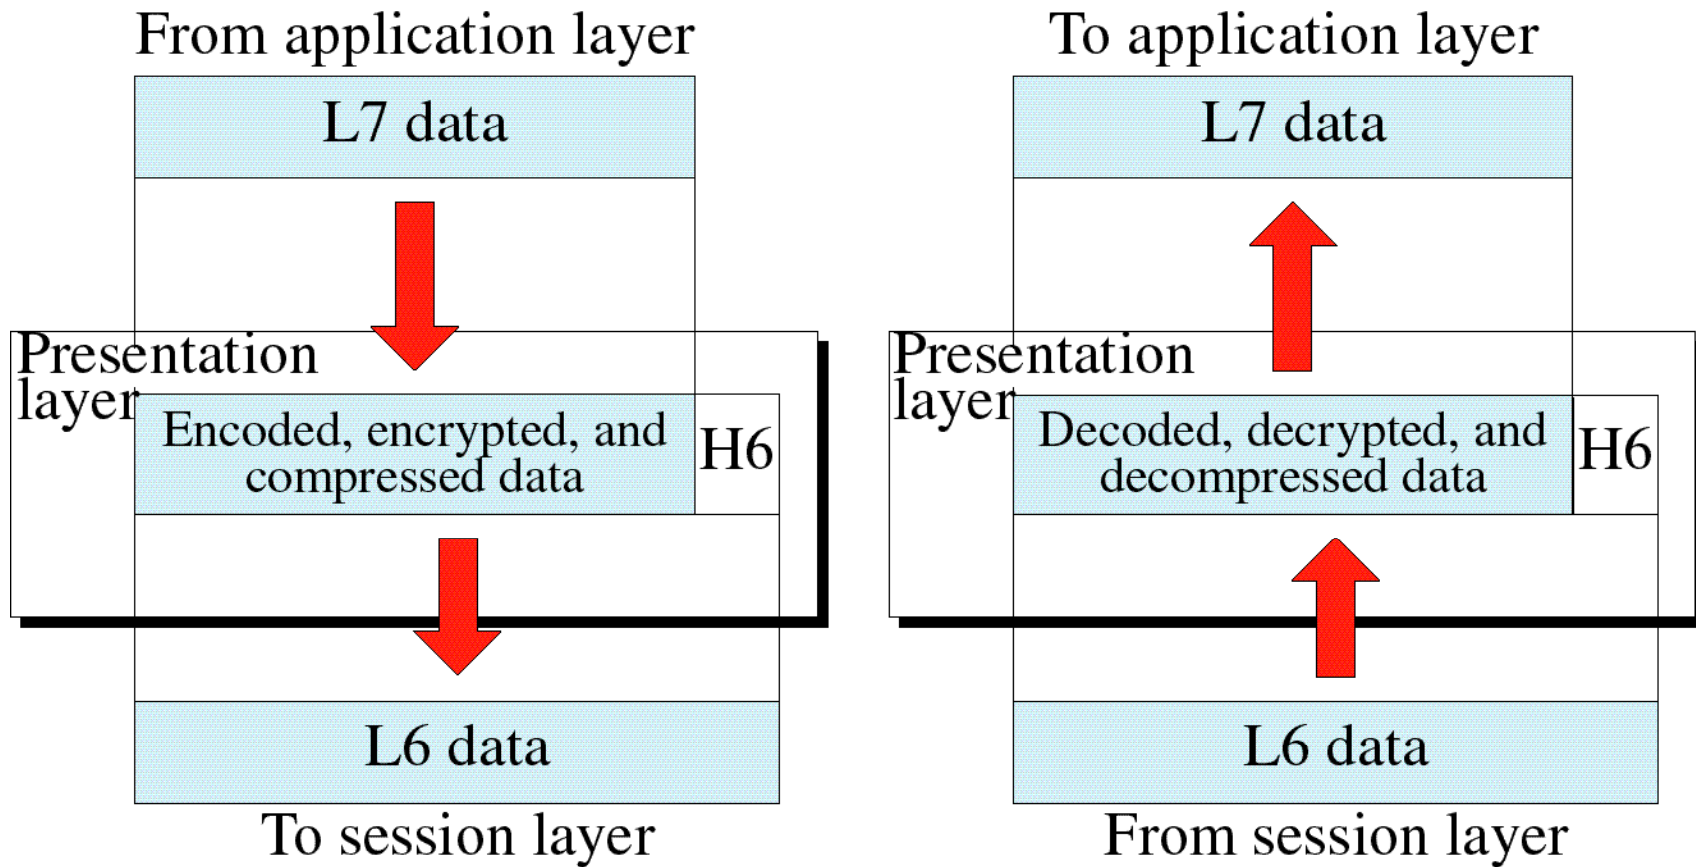 From application layer
L7 data
Presentation
layer
Encoded, encrypted, and
compressed data
H6
L6 data
To session layer
To application layer
L7 data
Presentation
layer
Decoded, decrypted, and
decompressed data
H6
L6 data
From session layer